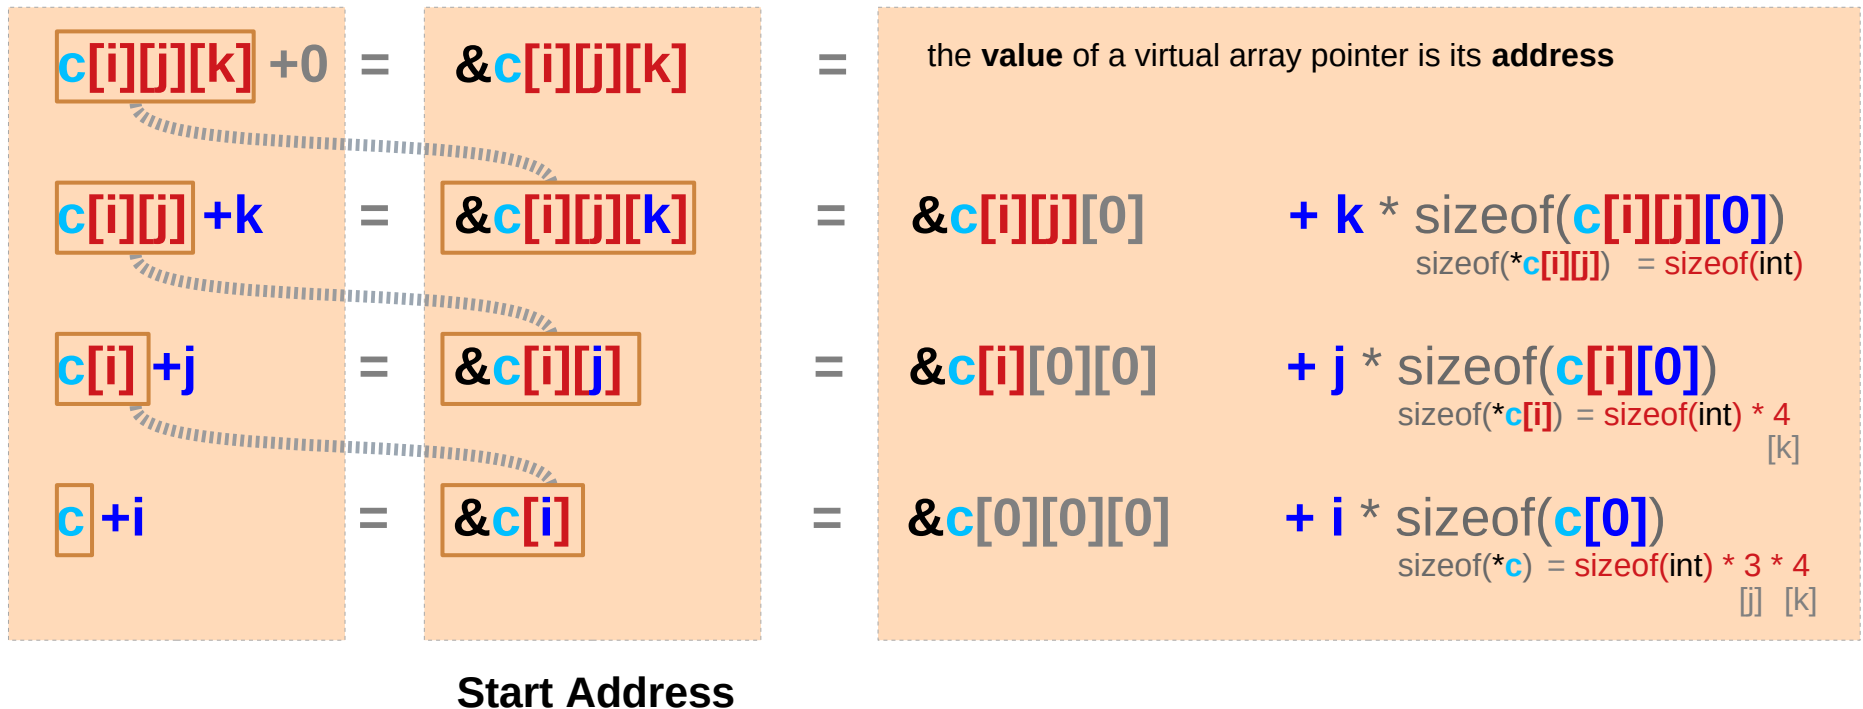 c[i][j][k] +0 = &c[i][j][k] = the value of a virtual array pointer is its address
c[i][j] +k = &c[i][j][k] = &c[i][j][0] + k * sizeof(c[i][j][0])
sizeof(*c[i][j]) = sizeof(int)
c[i] +j = &c[i][j] = &c[i][0][0] + j * sizeof(c[i][0])
sizeof(*c[i]) = sizeof(int) * 4
[k]
c +i = &c[i] = &c[0][0][0] + i * sizeof(c[0])
sizeof(*c) = sizeof(int) * 3 * 4
[j] [k]
Start Address